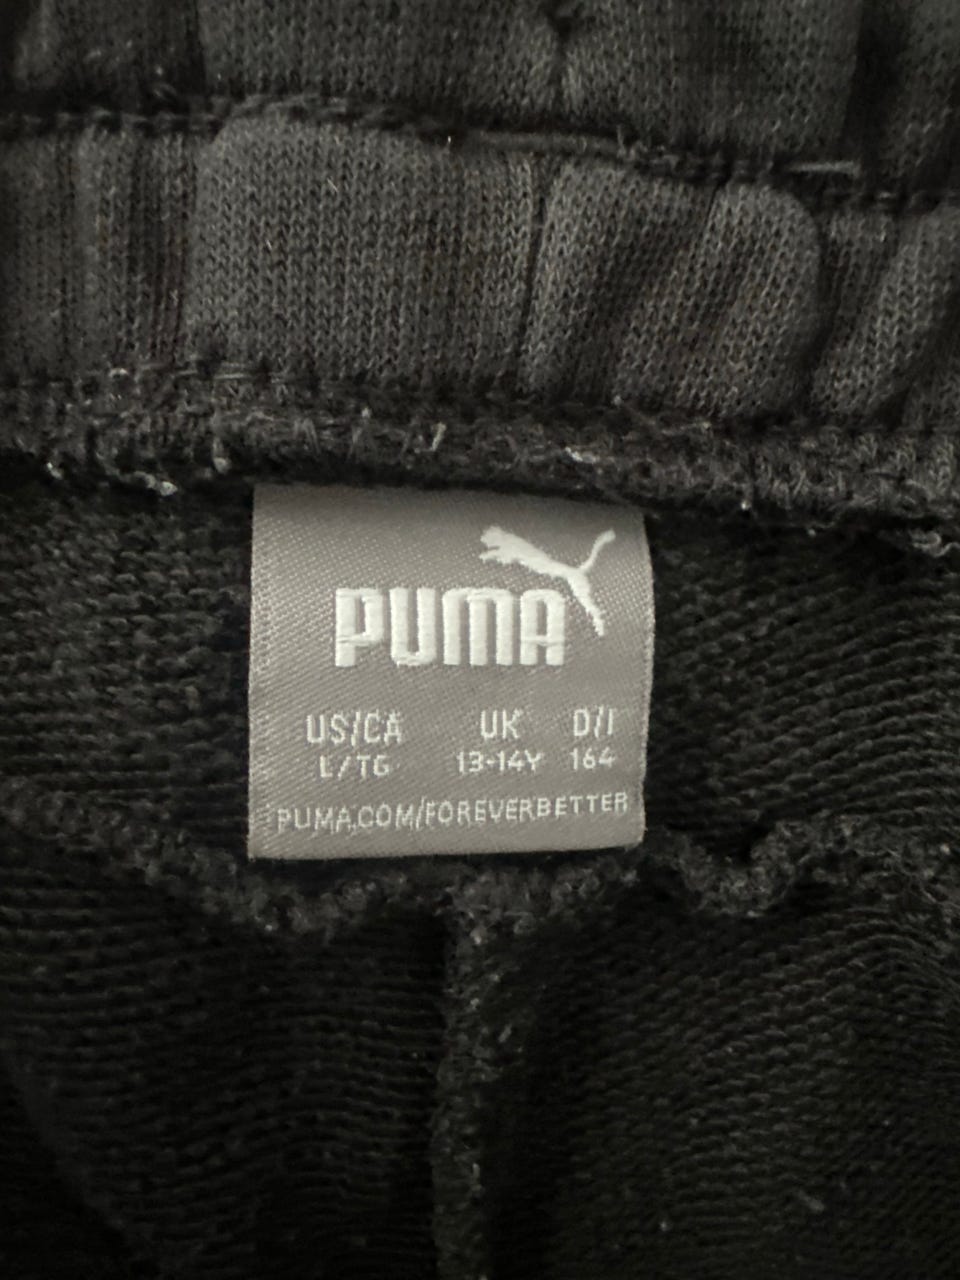 PUMA
US/CA UK D/I
L/TG 13-14Y 164
PUMA.COM/FOREVERBETTER